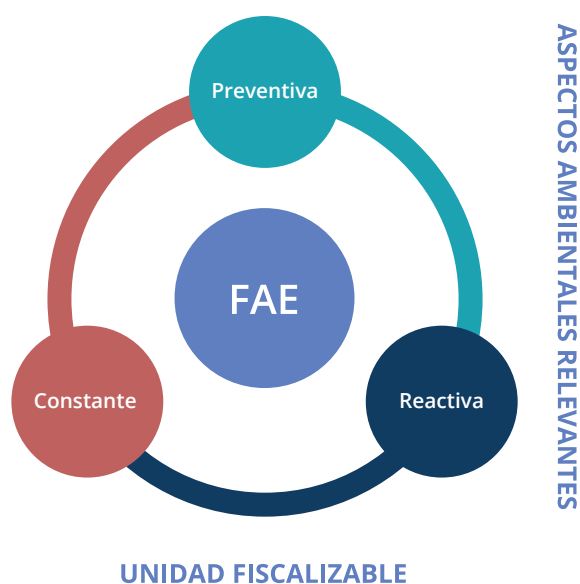 Preventiva
FAE
Constante
Reactiva
ASPECTOS AMBIENTALES RELEVANTES
UNIDAD FISCALIZABLE